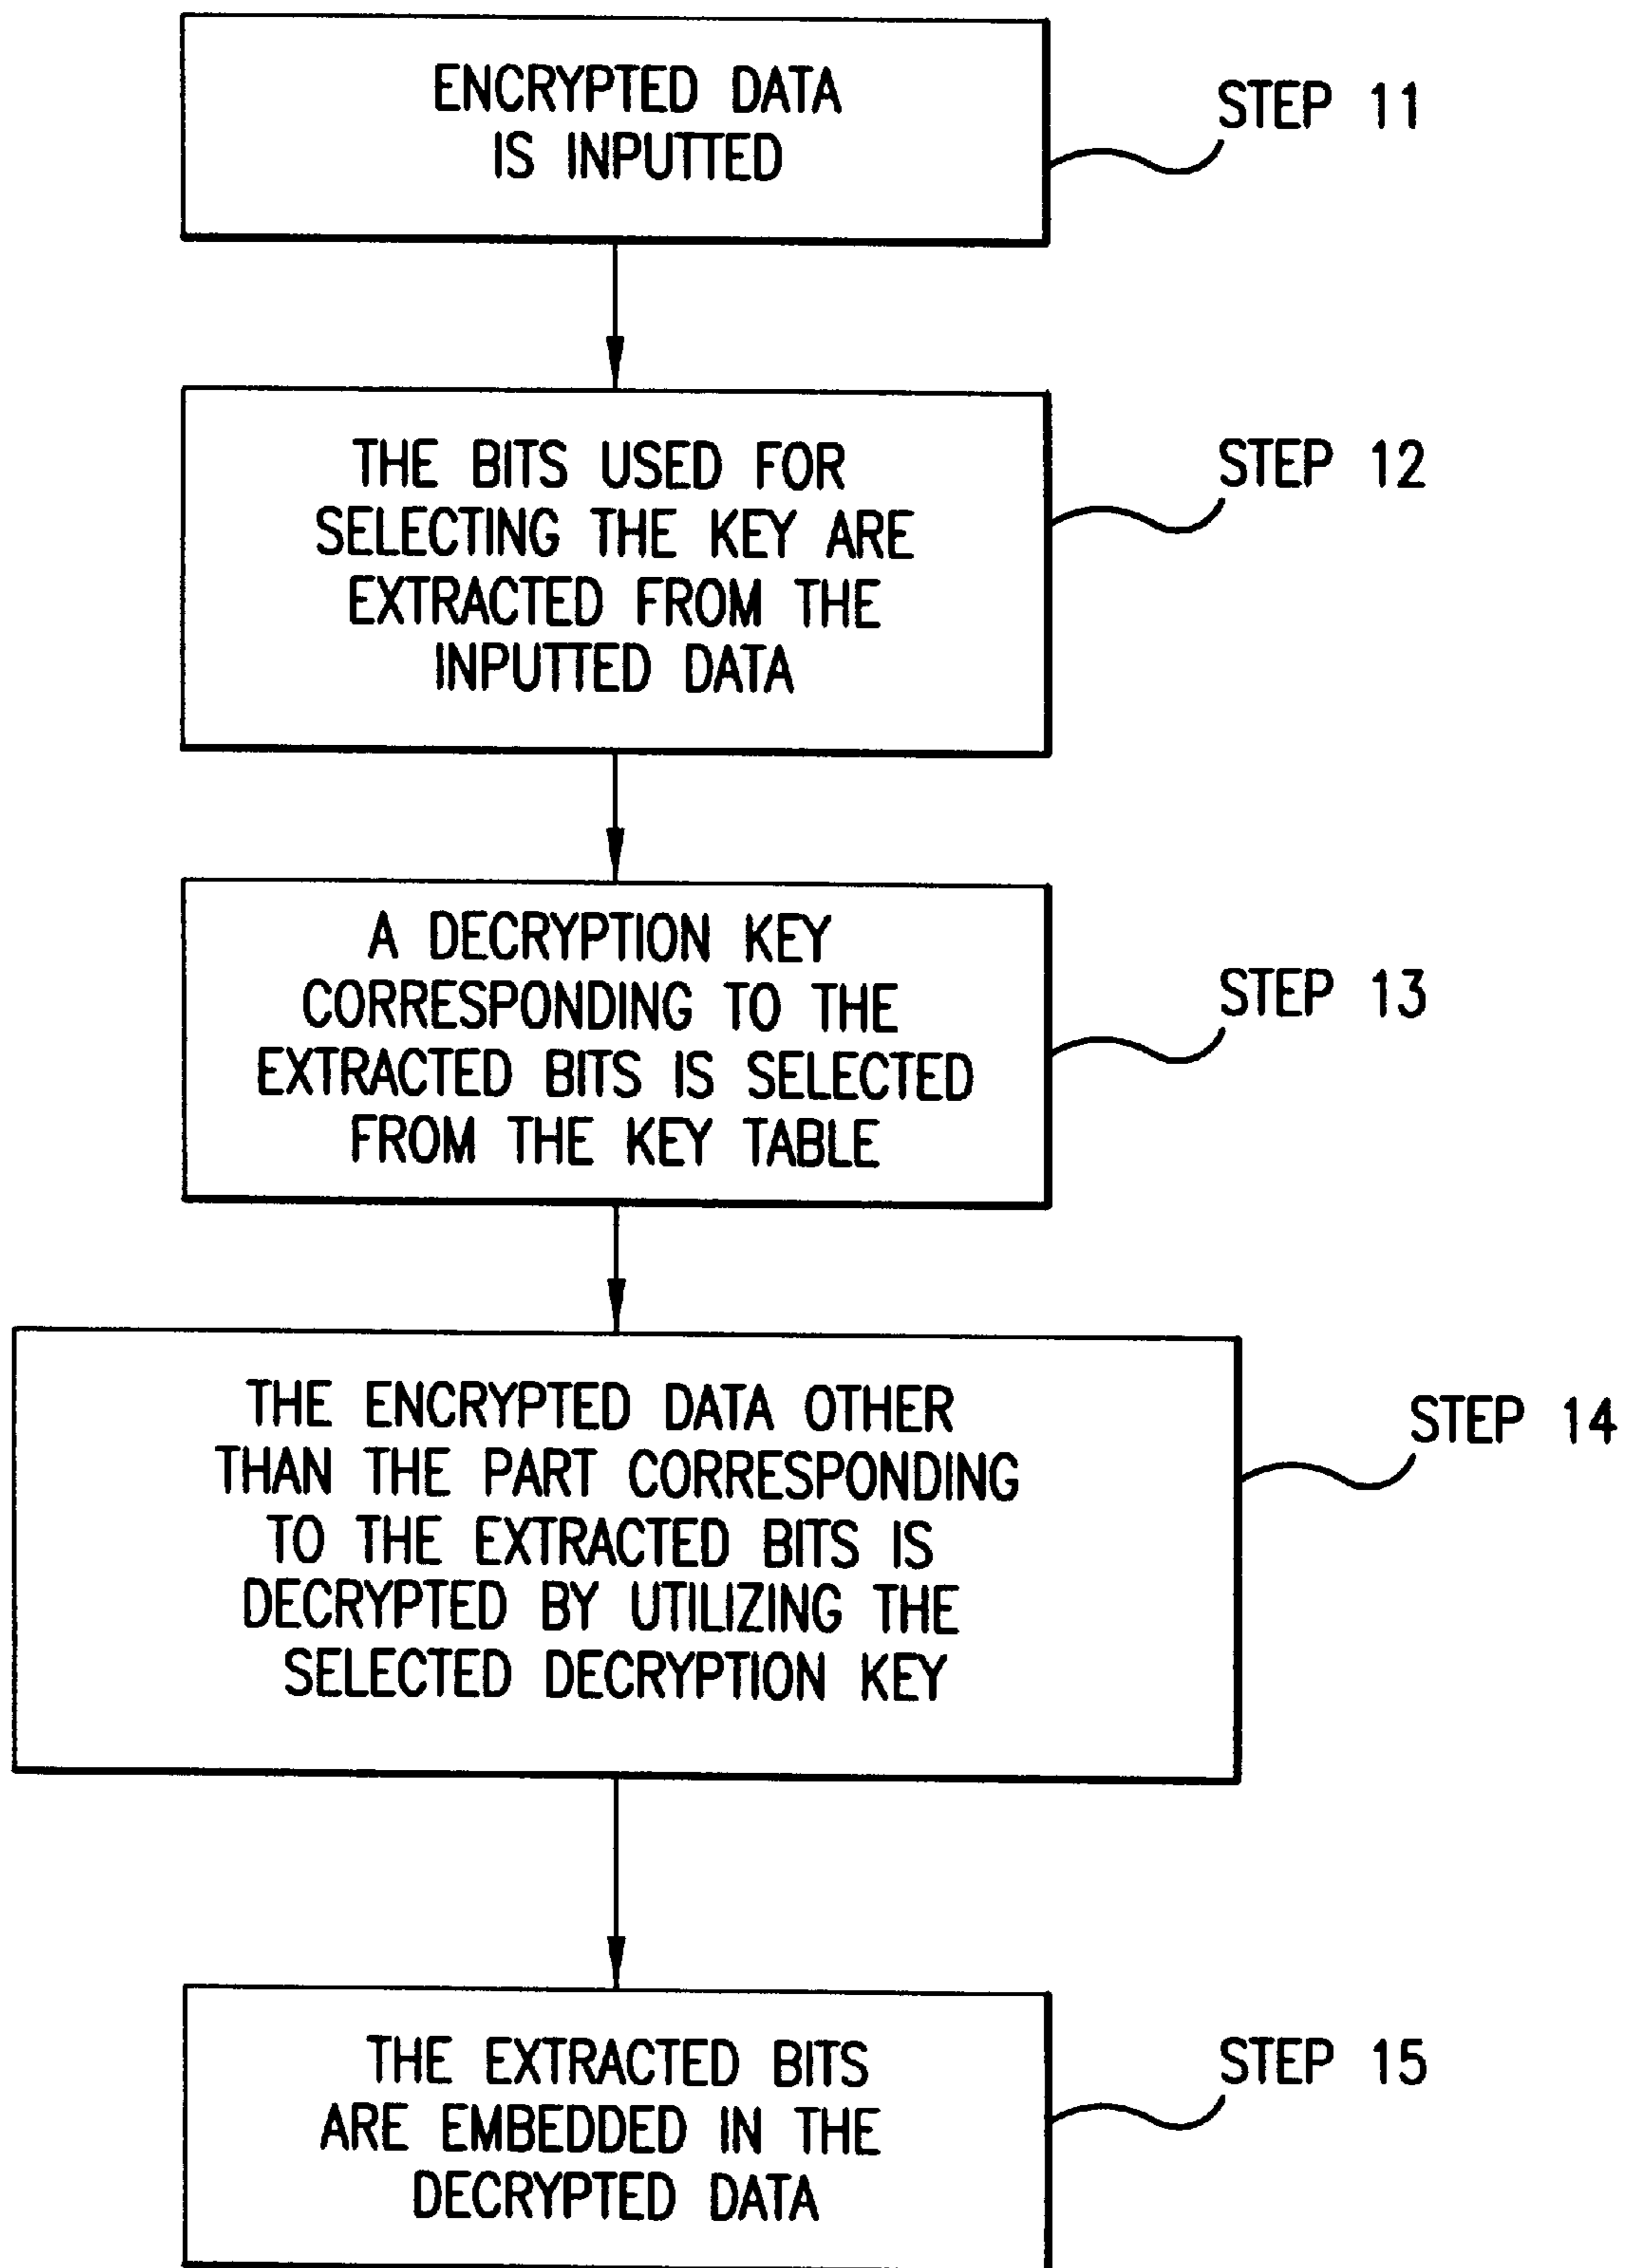 ENCRYPTED DATA
IS INPUTTED
STEP 11
THE BITS USED FOR
SELECTING THE KEY ARE
EXTRACTED FROM THE
INPUTTED DATA
STEP 12
A DECRYPTION KEY
CORRESPONDING TO THE
EXTRACTED BITS IS SELECTED
FROM THE KEY TABLE
STEP 13
THE ENCRYPTED DATA OTHER
THAN THE PART CORRESPONDING
TO THE EXTRACTED BITS IS
DECRYPTED BY UTILIZING THE
SELECTED DECRYPTION KEY
STEP 14
THE EXTRACTED BITS
ARE EMBEDDED IN THE
DECRYPTED DATA
STEP 15